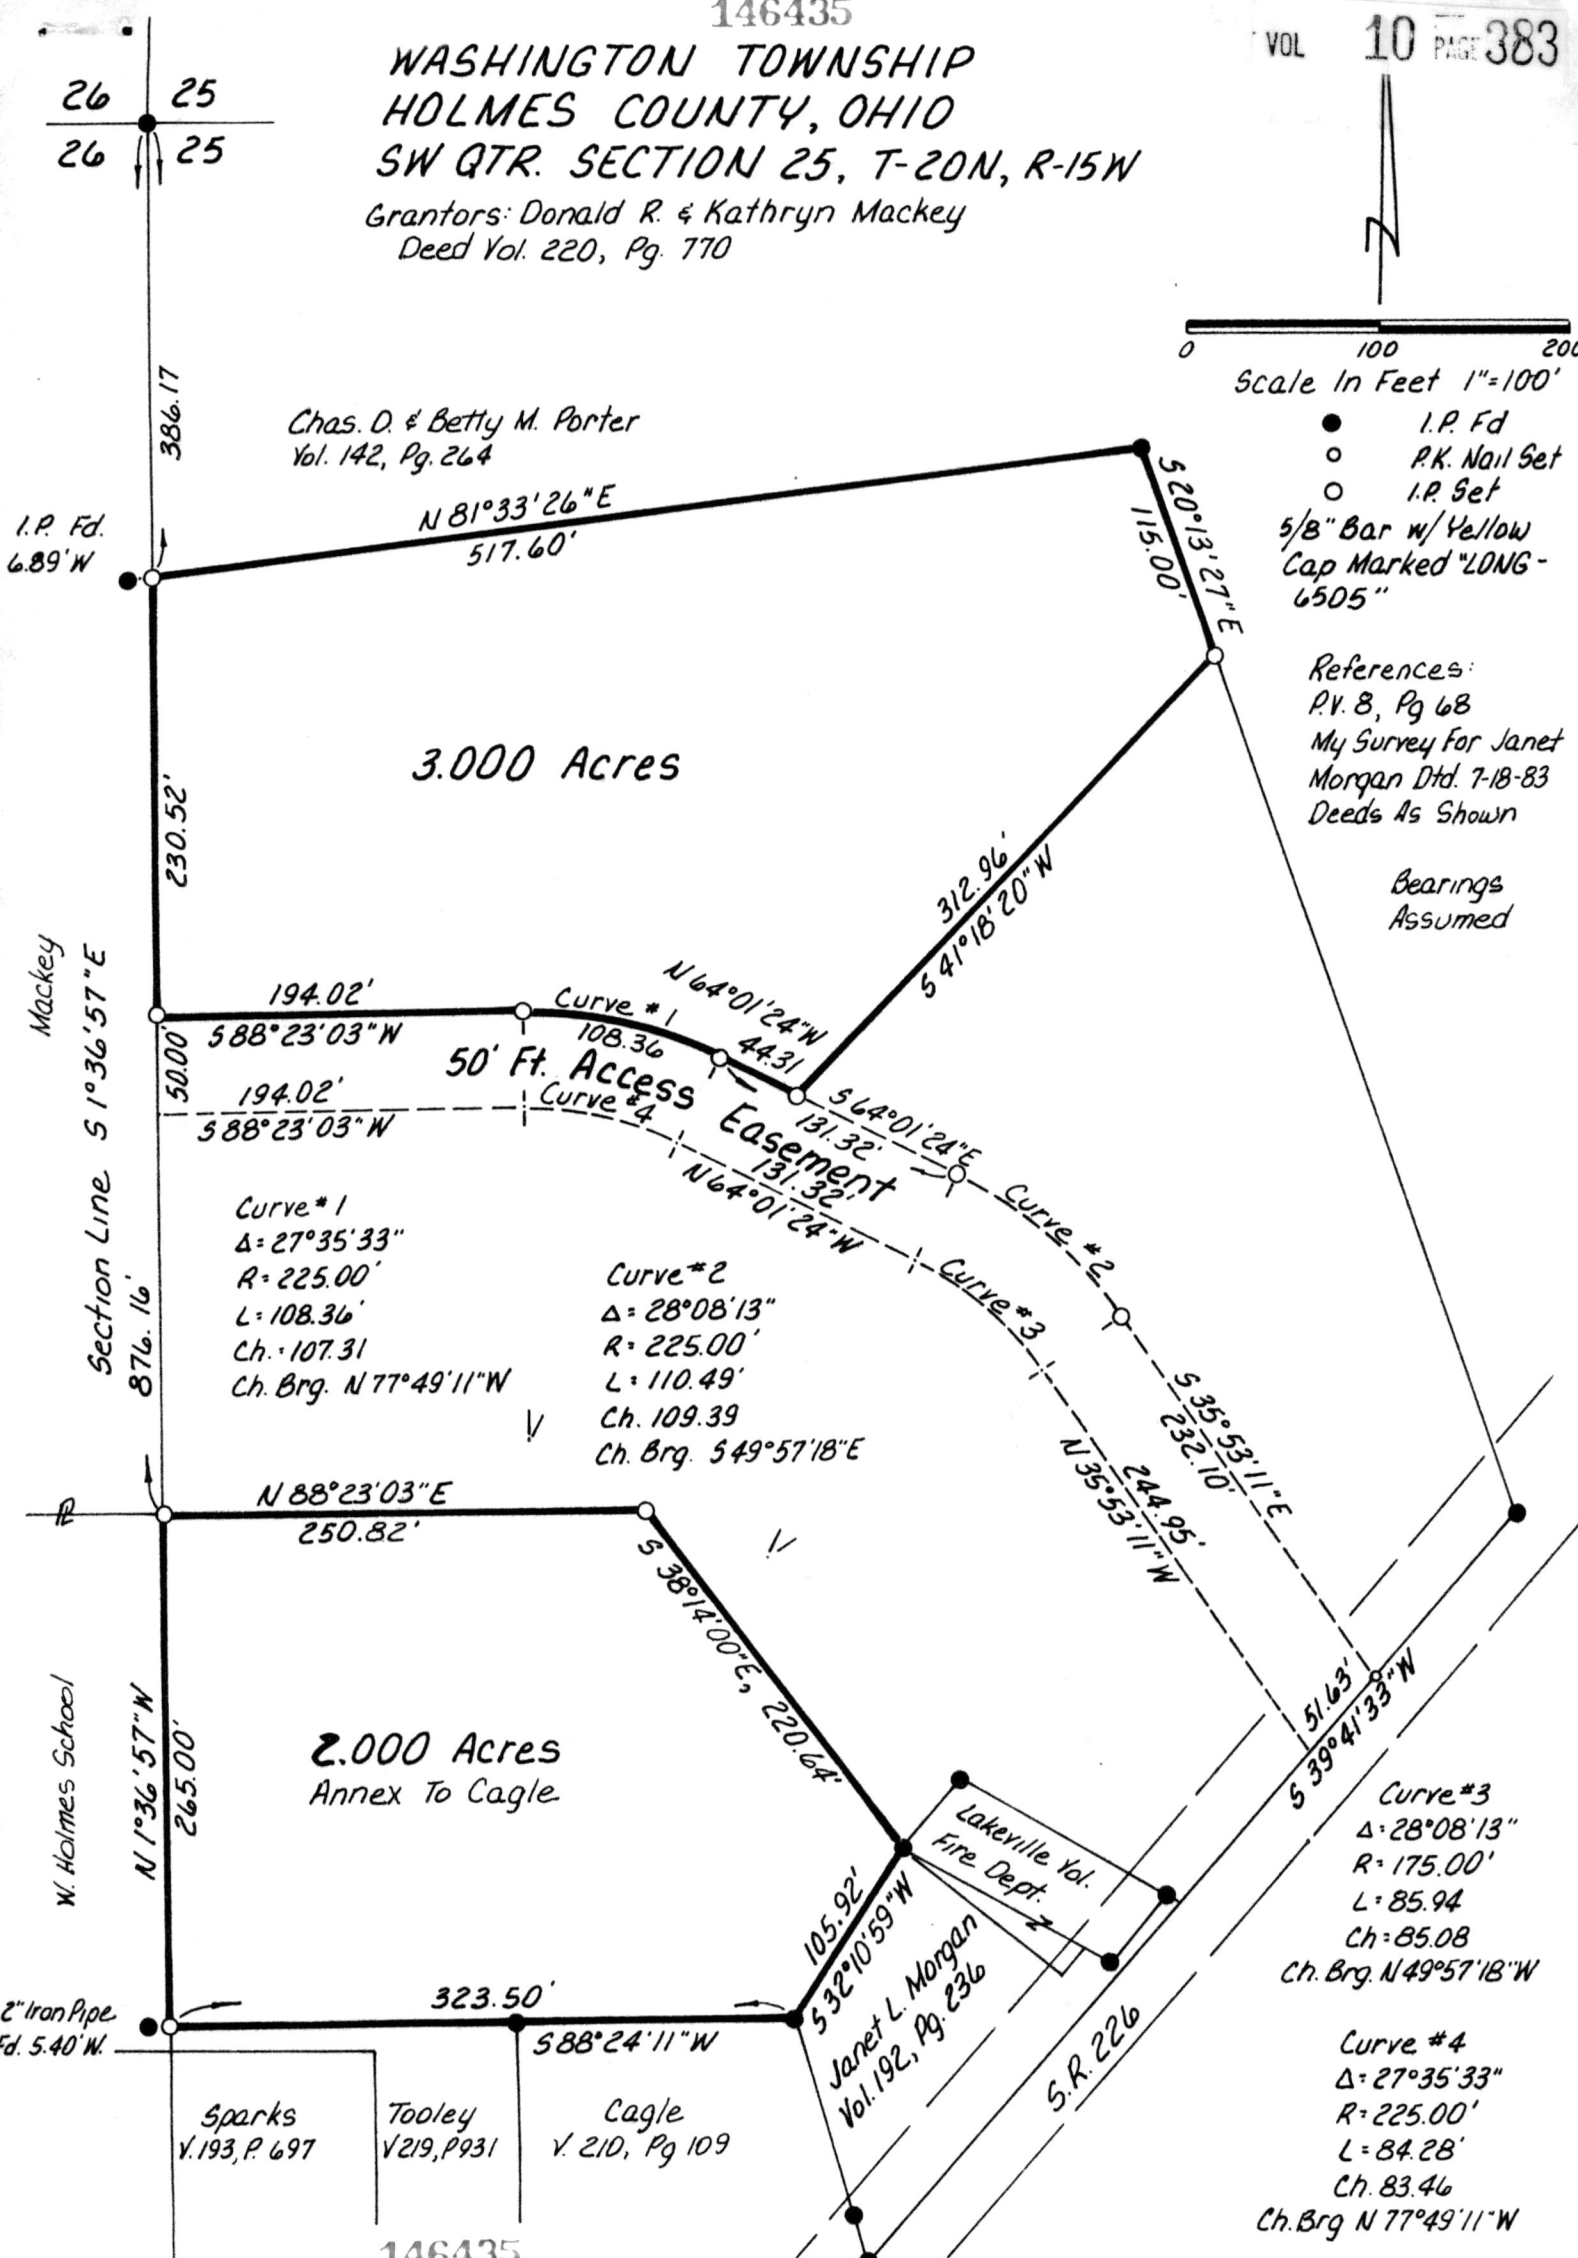 146435
VOL 10 PAGE 383
WASHINGTON TOWNSHIP
HOLMES COUNTY, OHIO
SW QTR. SECTION 25, T-20N, R-15W
Grantors: Donald R. & Kathryn Mackey
Deed Vol. 220, Pg. 770
26 25
26 25
N
0 100 200
Scale In Feet 1"=100'
I.P. Fd
P.K. Nail Set
I.P. Set
5/8" Bar w/ Yellow
Cap Marked "LONG-
6505"
References:
P.V. 8, Pg 68
My Survey For Janet
Morgan Dtd. 7-18-83
Deeds As Shown
Bearings
Assumed
386.17
Chas. D. & Betty M. Porter
Vol. 142, Pg. 264
I.P. Fd.
6.89' W
N 81°33'26"E
517.60'
S 20°13'27"E
115.00'
3.000 Acres
230.52'
312.96'
S 41°18'20"W
Mackey
Section Line S 1°36'57"E
876.16'
194.02'
S 88°23'03"W
Curve #1
108.36
N 64°01'24"W
44.31
50.00'
50' Ft. Access Easement
194.02'
S 88°23'03"W
Curve #4
S 64°01'24"E
131.32'
131.32'
N 64°01'24"W
Curve #2
Curve #3
Curve #1
Δ= 27°35'33"
R= 225.00'
L= 108.36'
Ch.= 107.31
Ch. Brg. N 77°49'11"W
Curve #2
Δ= 28°08'13"
R= 225.00'
L= 110.49'
Ch. 109.39
Ch. Brg. S 49°57'18"E
S 35°53'11"E
232.10'
244.95'
N 35°53'11"W
PL
N 88°23'03"E
250.82'
S 38°14'00"E, 220.64'
W. Holmes School
N 1°36'57"W
265.00'
2.000 Acres
Annex To Cagle
51.63'
S 39°41'33"W
Lakeville Vol.
Fire Dept.
105.92'
S 32°10'59"W
Janet L. Morgan
Vol. 192, Pg. 236
S.R. 226
Curve #3
Δ= 28°08'13"
R= 175.00'
L= 85.94
Ch= 85.08
Ch. Brg. N 49°57'18"W
2" Iron Pipe
Fd. 5.40' W.
323.50'
S 88°24'11"W
Sparks
V. 193, P. 697
Tooley
V 219, P 931
Cagle
V. 210, Pg 109
Curve #4
Δ= 27°35'33"
R= 225.00'
L= 84.28'
Ch. 83.46
Ch. Brg N 77°49'11"W
146435